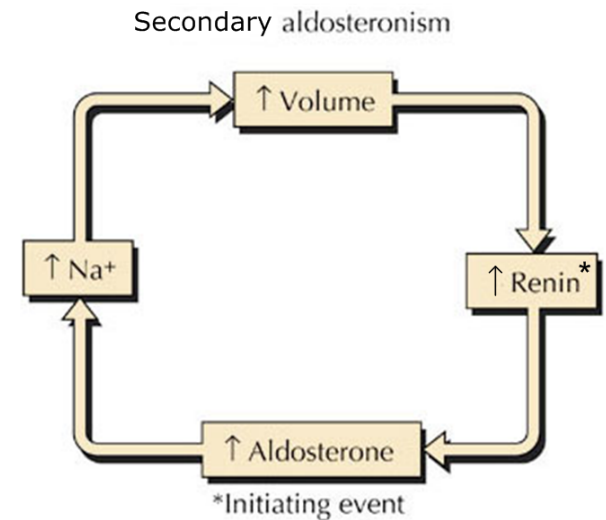 Secondary aldosteronism
↑ Volume
↑ Na⁺
↑ Renin*
↑ Aldosterone
*Initiating event